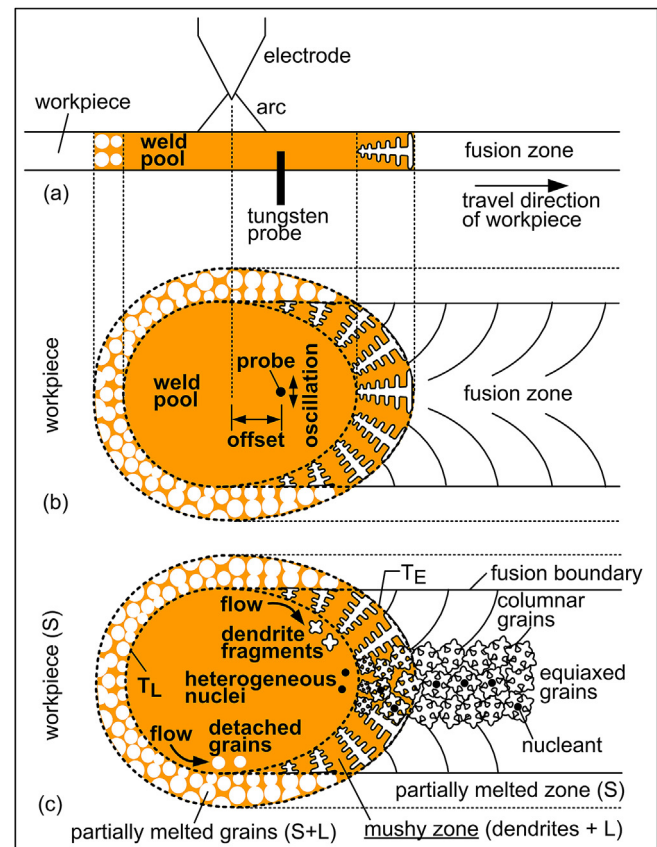 electrode
workpiece
arc
weld
pool
fusion zone
(a)
tungsten
probe
travel direction
of workpiece
workpiece
weld
pool
probe
oscillation
offset
fusion zone
(b)
workpiece (S)
T_E
fusion boundary
flow
columnar
grains
dendrite
fragments
T_L
heterogeneous
nuclei
equiaxed
grains
flow
detached
grains
nucleant
(c)
partially melted zone (S)
partially melted grains (S+L)
mushy zone (dendrites + L)